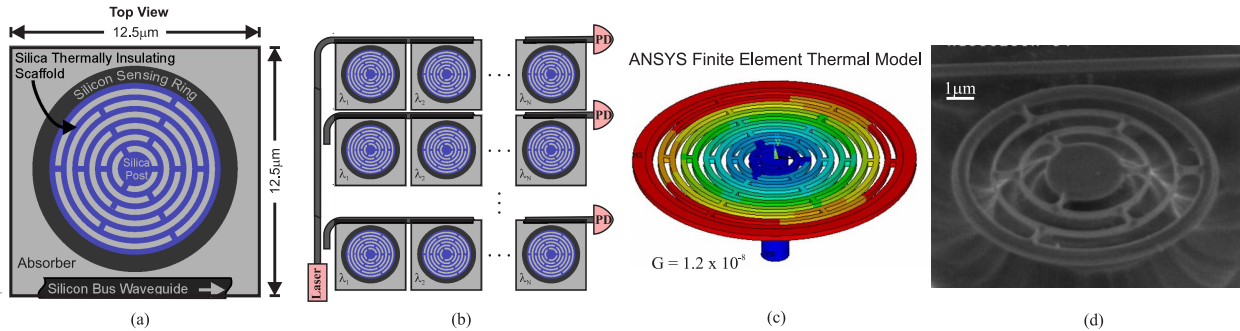 Top View
12.5μm
Silica Thermally Insulating
Scaffold
Silicon Sensing Ring
Silica
Post
12.5μm
Absorber
Silicon Bus Waveguide
(a)
PD
λ1 λ2 . . . λN
PD
λ1 λ2 . . . λN
PD
λ1 λ2 . . . λN
Laser
(b)
ANSYS Finite Element Thermal Model
G = 1.2 x 10-8
(c)
1μm
(d)